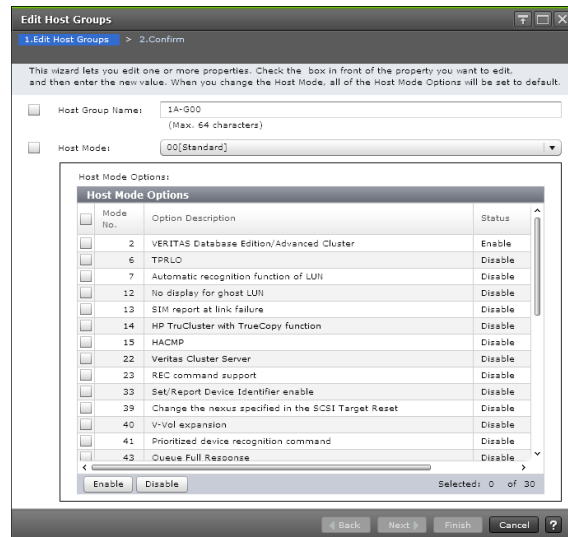 Edit Host Groups
1.Edit Host Groups > 2.Confirm
This wizard lets you edit one or more properties. Check the box in front of the property you want to edit,
and then enter the new value. When you change the Host Mode, all of the Host Mode Options will be set to default.
Host Group Name: 1A-G00
(Max. 64 characters)
Host Mode: 00[Standard]
Host Mode Options:
Host Mode Options
Mode No. Option Description Status
2 VERITAS Database Edition/Advanced Cluster Enable
6 TPRLO Disable
7 Automatic recognition function of LUN Disable
12 No display for ghost LUN Disable
13 SIM report at link failure Disable
14 HP TruCluster with TrueCopy function Disable
15 HACMP Disable
22 Veritas Cluster Server Disable
23 REC command support Disable
33 Set/Report Device Identifier enable Disable
39 Change the nexus specified in the SCSI Target Reset Disable
40 V-Vol expansion Disable
41 Prioritized device recognition command Disable
43 Queue Full Response Disable
Enable Disable Selected: 0 of 30
Back Next Finish Cancel ?